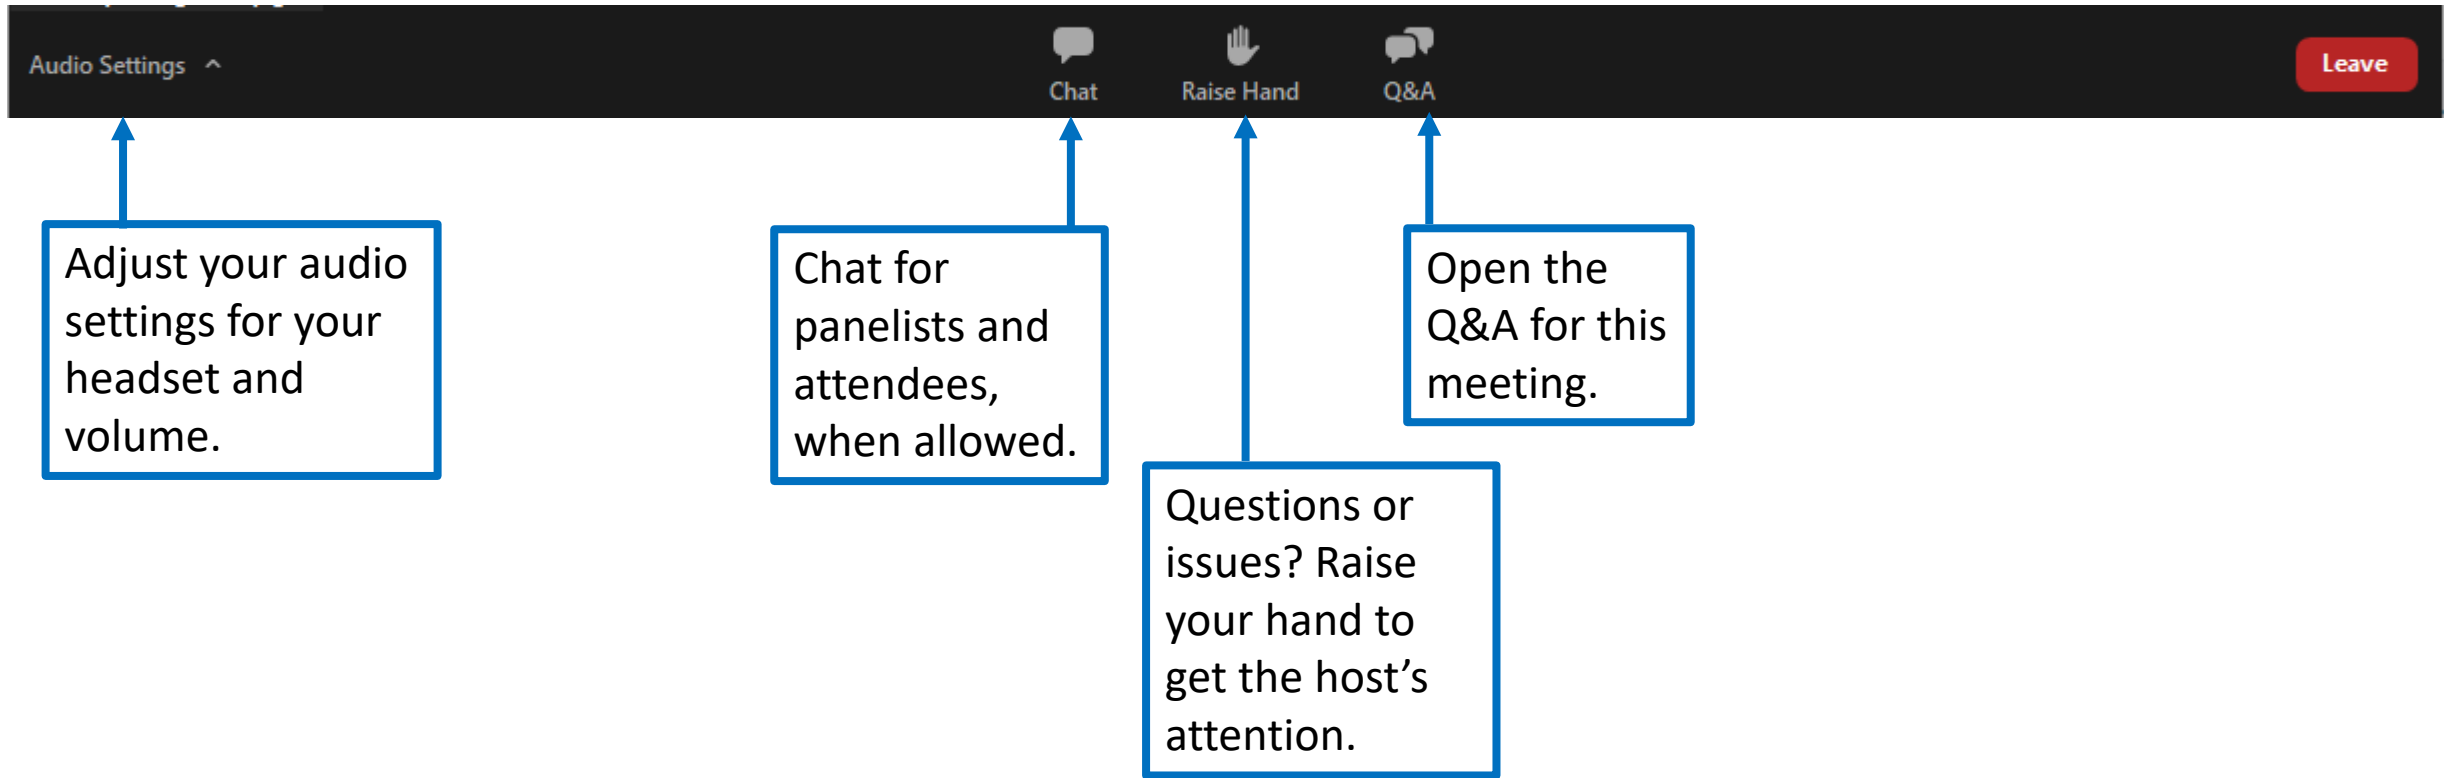 Audio Settings
Chat
Raise Hand
Q&A
Leave
Adjust your audio
settings for your
headset and
volume.
Chat for
panelists and
attendees,
when allowed.
Questions or
issues? Raise
your hand to
get the host’s
attention.
Open the
Q&A for this
meeting.